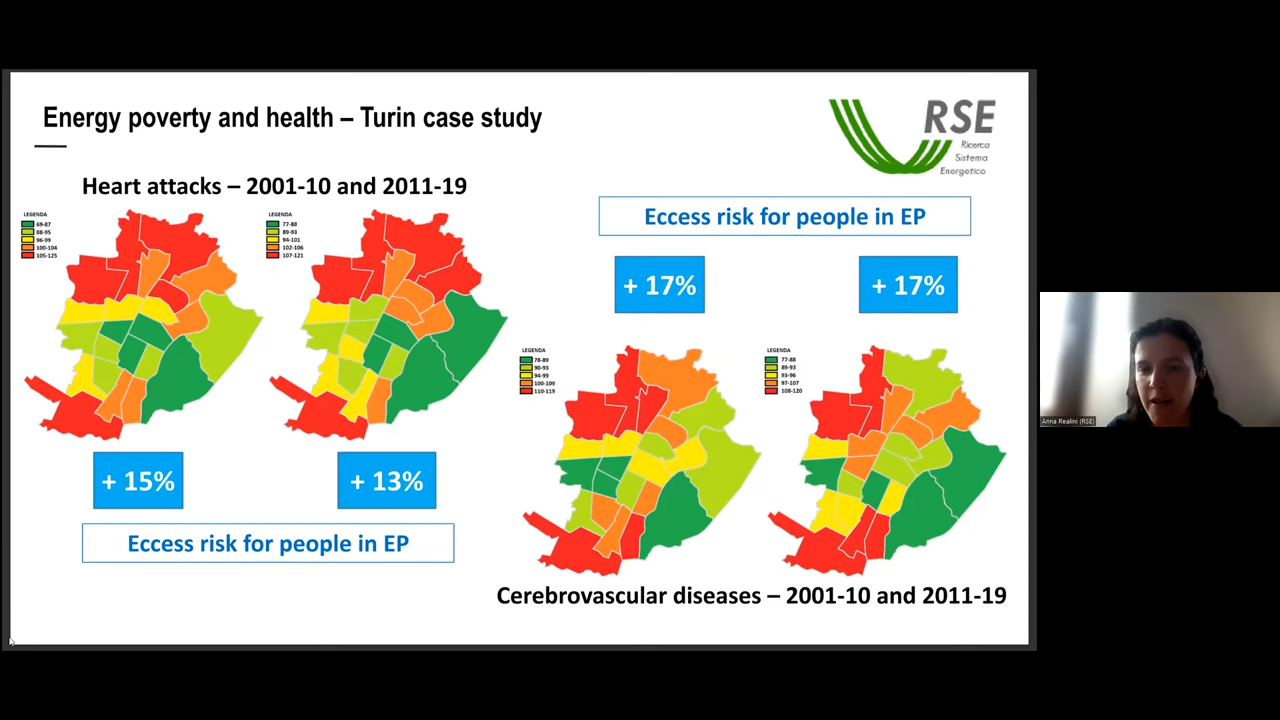 Energy poverty and health – Turin case study
RSE
Ricerca
Sistema
Energetico
Heart attacks – 2001-10 and 2011-19
LEGENDA
69-87
88-95
96-99
100-104
105-125
LEGENDA
77-88
89-93
94-101
102-106
107-121
+ 15%
+ 13%
Eccess risk for people in EP
Eccess risk for people in EP
+ 17%
+ 17%
LEGENDA
78-89
90-93
94-99
100-109
110-119
LEGENDA
77-88
89-93
93-96
97-107
108-120
Cerebrovascular diseases – 2001-10 and 2011-19
Anna Realini (RSE)